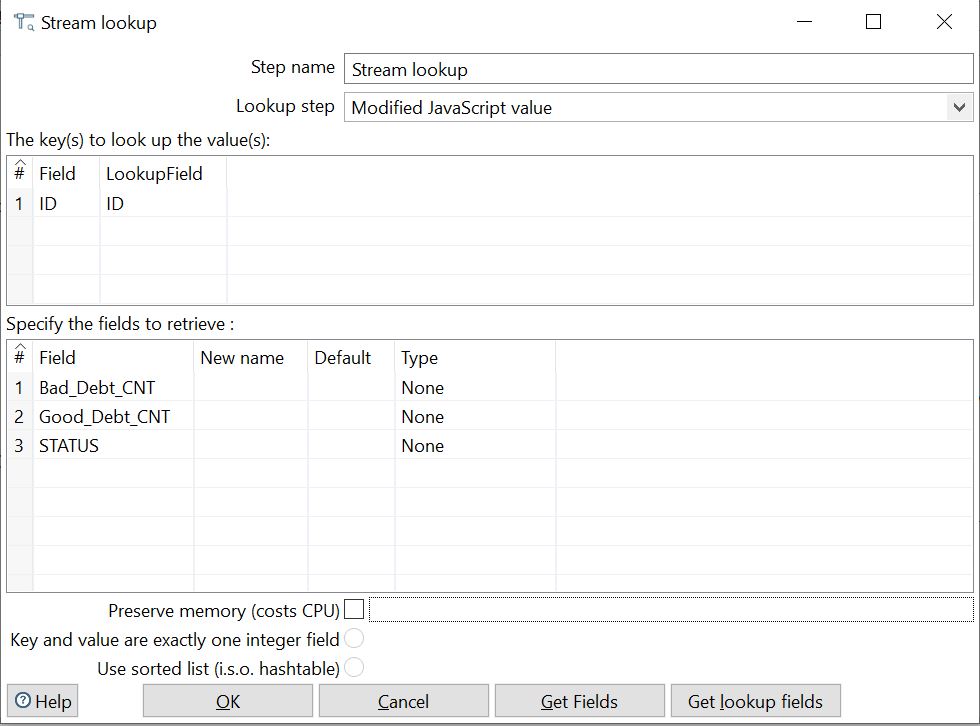 Stream lookup
Step name Stream lookup
Lookup step Modified JavaScript value
The key(s) to look up the value(s):
# Field LookupField
1 ID ID
Specify the fields to retrieve :
# Field New name Default Type
1 Bad_Debt_CNT None
2 Good_Debt_CNT None
3 STATUS None
Preserve memory (costs CPU)
Key and value are exactly one integer field
Use sorted list (i.s.o. hashtable)
? Help OK Cancel Get Fields Get lookup fields